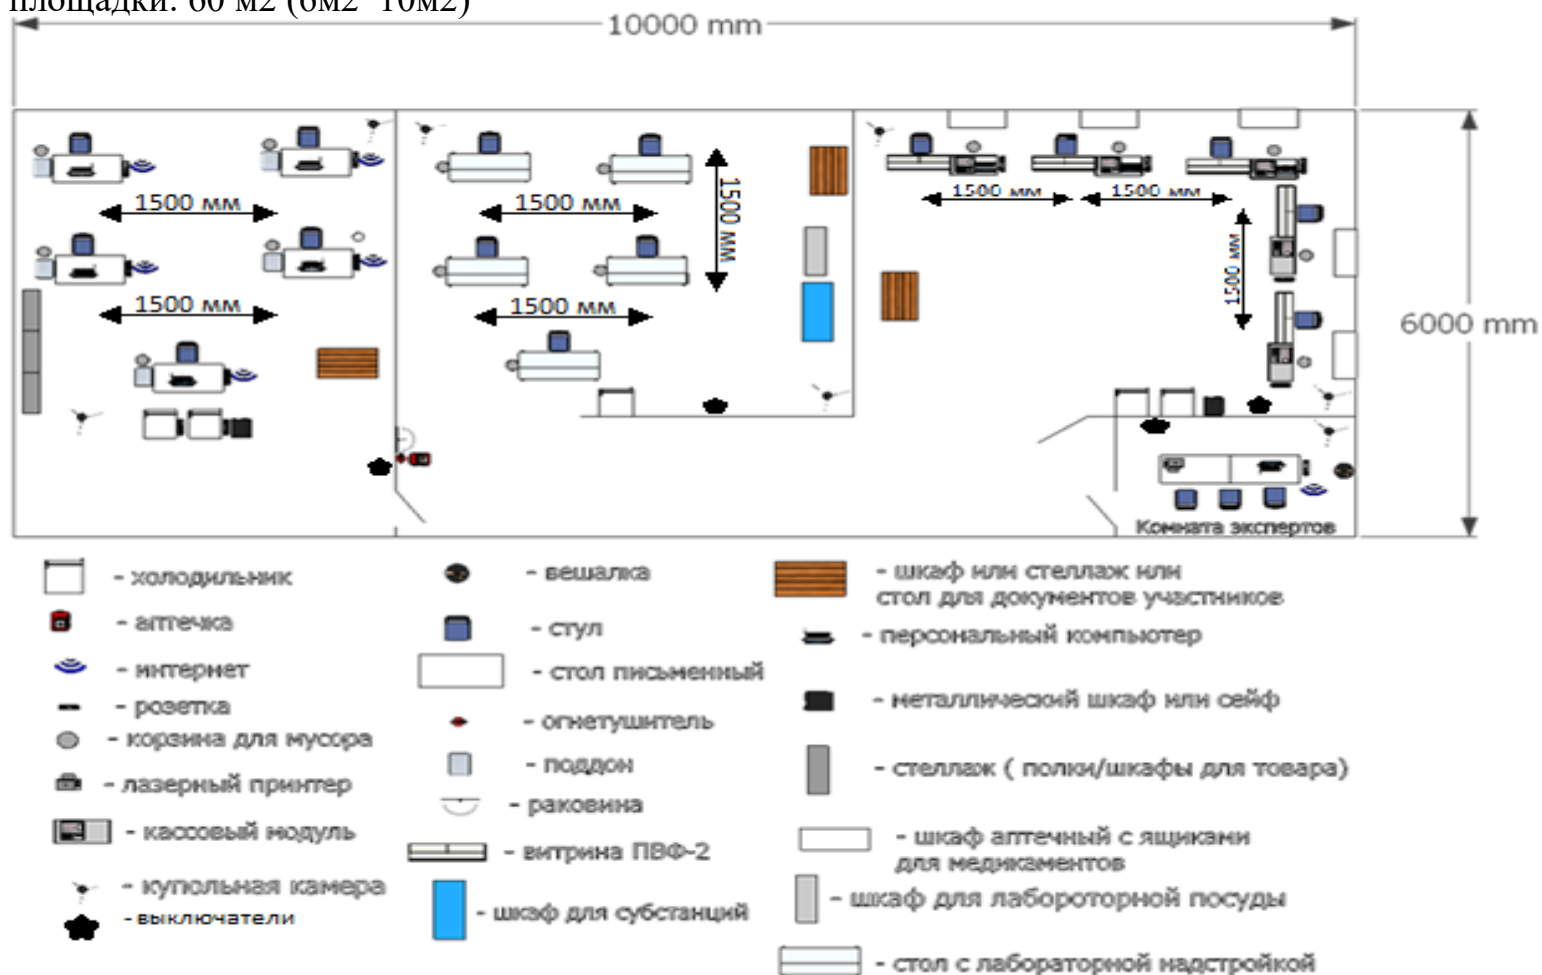 площадки: 60 м2 (6м2*10м2)
10000 mm
1500 мм
1500 мм
1500 мм
1500 мм
1500 мм
1500 мм
1500 мм
1500 мм
1500 мм
6000 mm
Комната экспертов
- холодильник
- аптечка
- интернет
- розетка
- корзина для мусора
- лазерный принтер
- кассовый модуль
- купольная камера
- выключатели
- вешалка
- стул
- стол письменный
- огнетушитель
- поддон
- раковина
- витрина ПВФ-2
- шкаф для субстанций
- шкаф или стеллаж или
стол для документов участников
- персональный компьютер
- металлический шкаф или сейф
- стеллаж ( полки/шкафы для товара)
- шкаф аптечный с ящиками
для медикаментов
- шкаф для лабороторной посуды
- стол с лабораторной надстройкой